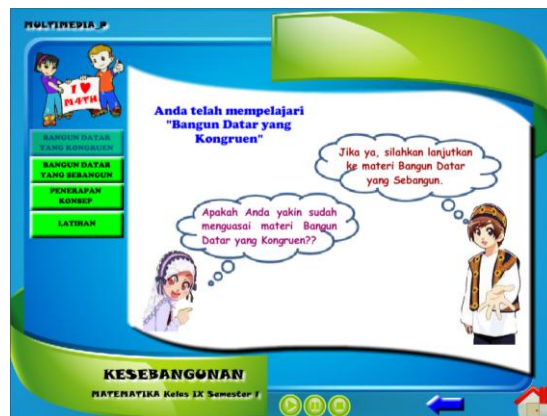 MULTIMEDIA_P
I ♥
M4TH
BANGUN DATAR
YANG KONGRUEN
BANGUN DATAR
YANG SEBANGUN
PENERAPAN
KONSEP
LATIHAN
Anda telah mempelajari
"Bangun Datar yang
Kongruen"
Jika ya, silahkan lanjutkan
ke materi Bangun Datar
yang Sebangun.
Apakah Anda yakin sudah
menguasai materi Bangun
Datar yang Kongruen??
KESEBANGUNAN
MATEMATIKA Kelas IX Semester I